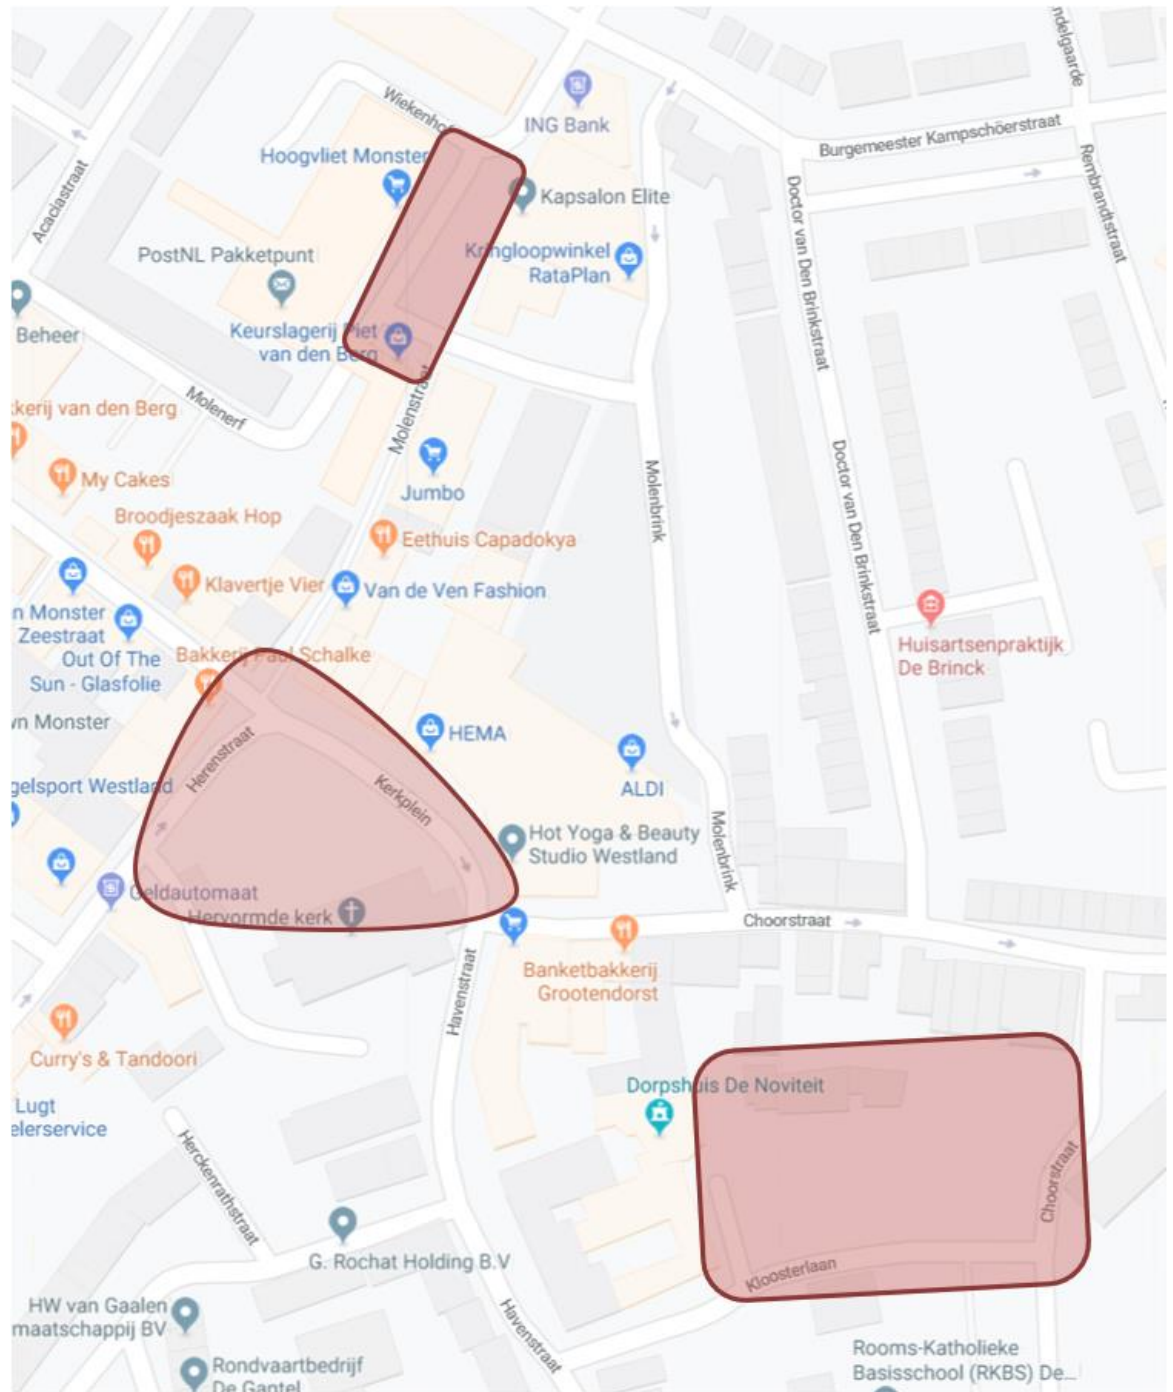 ndelgaarde
Wiekenhof
ING Bank
Burgemeester Kampschöerstraat
Hoogvliet Monster
Acaciastraat
Kapsalon Elite
Doctor van Den Brinkstraat
Rembrandtstraat
PostNL Pakketpunt
Kringloopwinkel
RataPlan
Beheer
Keurslagerij Piet
van den Berg
Molenerf
Molenstraat
kerij van den Berg
My Cakes
Jumbo
Molenbrink
Doctor van Den Brinkstraat
Broodjeszaak Hop
Eethuis Capadokya
Klavertje Vier
Van de Ven Fashion
n Monster
Zeestraat
Out Of The
Sun - Glasfolie
Bakkerij Paul Schalke
Huisartsenpraktijk
De Brinck
wn Monster
HEMA
Herenstraat
gelsport Westland
Kerkplein
ALDI
Hot Yoga & Beauty
Studio Westland
Molenbrink
Geldautomaat
Hervormde kerk
Choorstraat
Banketbakkerij
Grootendorst
Havenstraat
Curry's & Tandoori
Lugt
elerservice
Dorpshuis De Noviteit
Herckenrathstraat
Choorstraat
G. Rochat Holding B.V
Kloosterlaan
HW van Gaalen
maatschappij BV
Havenstraat
Rondvaartbedrijf
De Gantel
Rooms-Katholieke
Basisschool (RKBS) De...